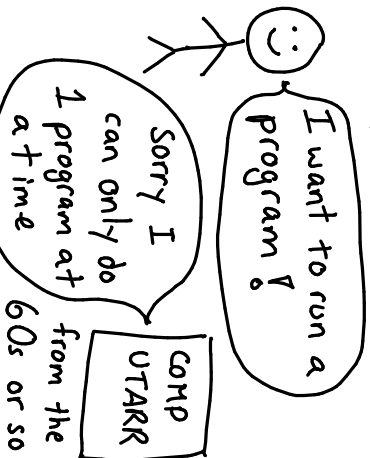 I want to run a
program!
Sorry I
can only do
1 program at
a time
COMP
UTARR
from the
60s or so